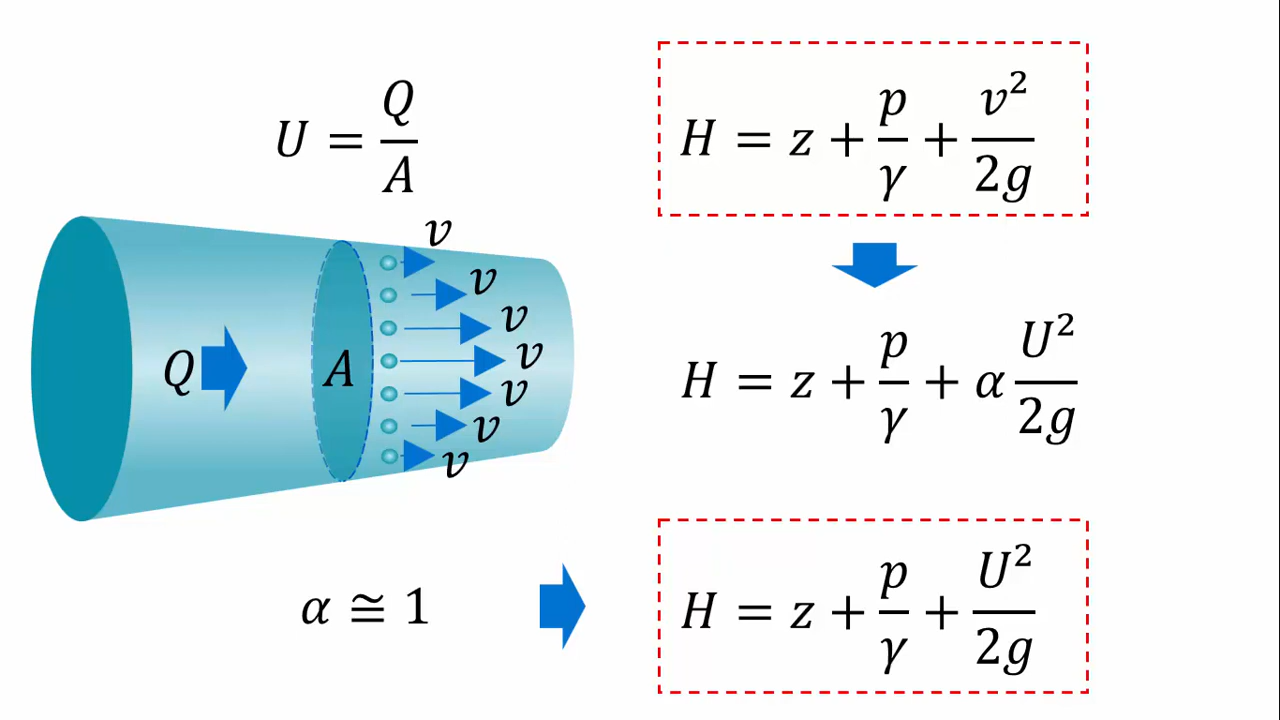 U = Q/A
H = z + p/γ + v²/2g
v
v
v
v
v
v
v
Q
A
H = z + p/γ + α U²/2g
α ≅ 1
H = z + p/γ + U²/2g